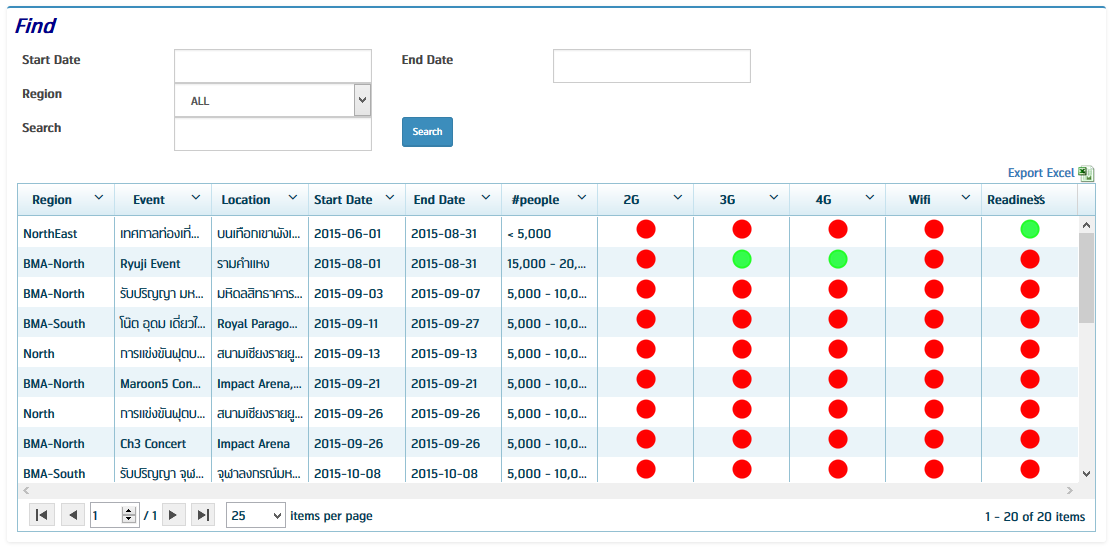 Find
Start Date End Date
Region ALL
Search Search
Export Excel
Region Event Location Start Date End Date #people 2G 3G 4G Wifi Readiness
NorthEast เทศกาลท่องเที่... บนเทือกเขาพังเ... 2015-06-01 2015-08-31 < 5,000
BMA-North Ryuji Event รามคำแหง 2015-08-01 2015-08-31 15,000 - 20,...
BMA-North รับปริญญา มห... มหิดลสิทธาคาร... 2015-09-03 2015-09-07 5,000 - 10,0...
BMA-South โน๊ต อุดม เดี่ยวไ... Royal Parago... 2015-09-11 2015-09-27 5,000 - 10,0...
North การแข่งขันฟุตบ... สนามเชียงรายยู... 2015-09-13 2015-09-13 5,000 - 10,0...
BMA-North Maroon5 Con... Impact Arena,... 2015-09-21 2015-09-21 5,000 - 10,0...
North การแข่งขันฟุตบ... สนามเชียงรายยู... 2015-09-26 2015-09-26 5,000 - 10,0...
BMA-North Ch3 Concert Impact Arena 2015-09-26 2015-09-26 5,000 - 10,0...
BMA-South รับปริญญา จุฬ... จุฬาลงกรณ์มห... 2015-10-08 2015-10-08 5,000 - 10,0...
1 / 1 25 items per page 1 - 20 of 20 items